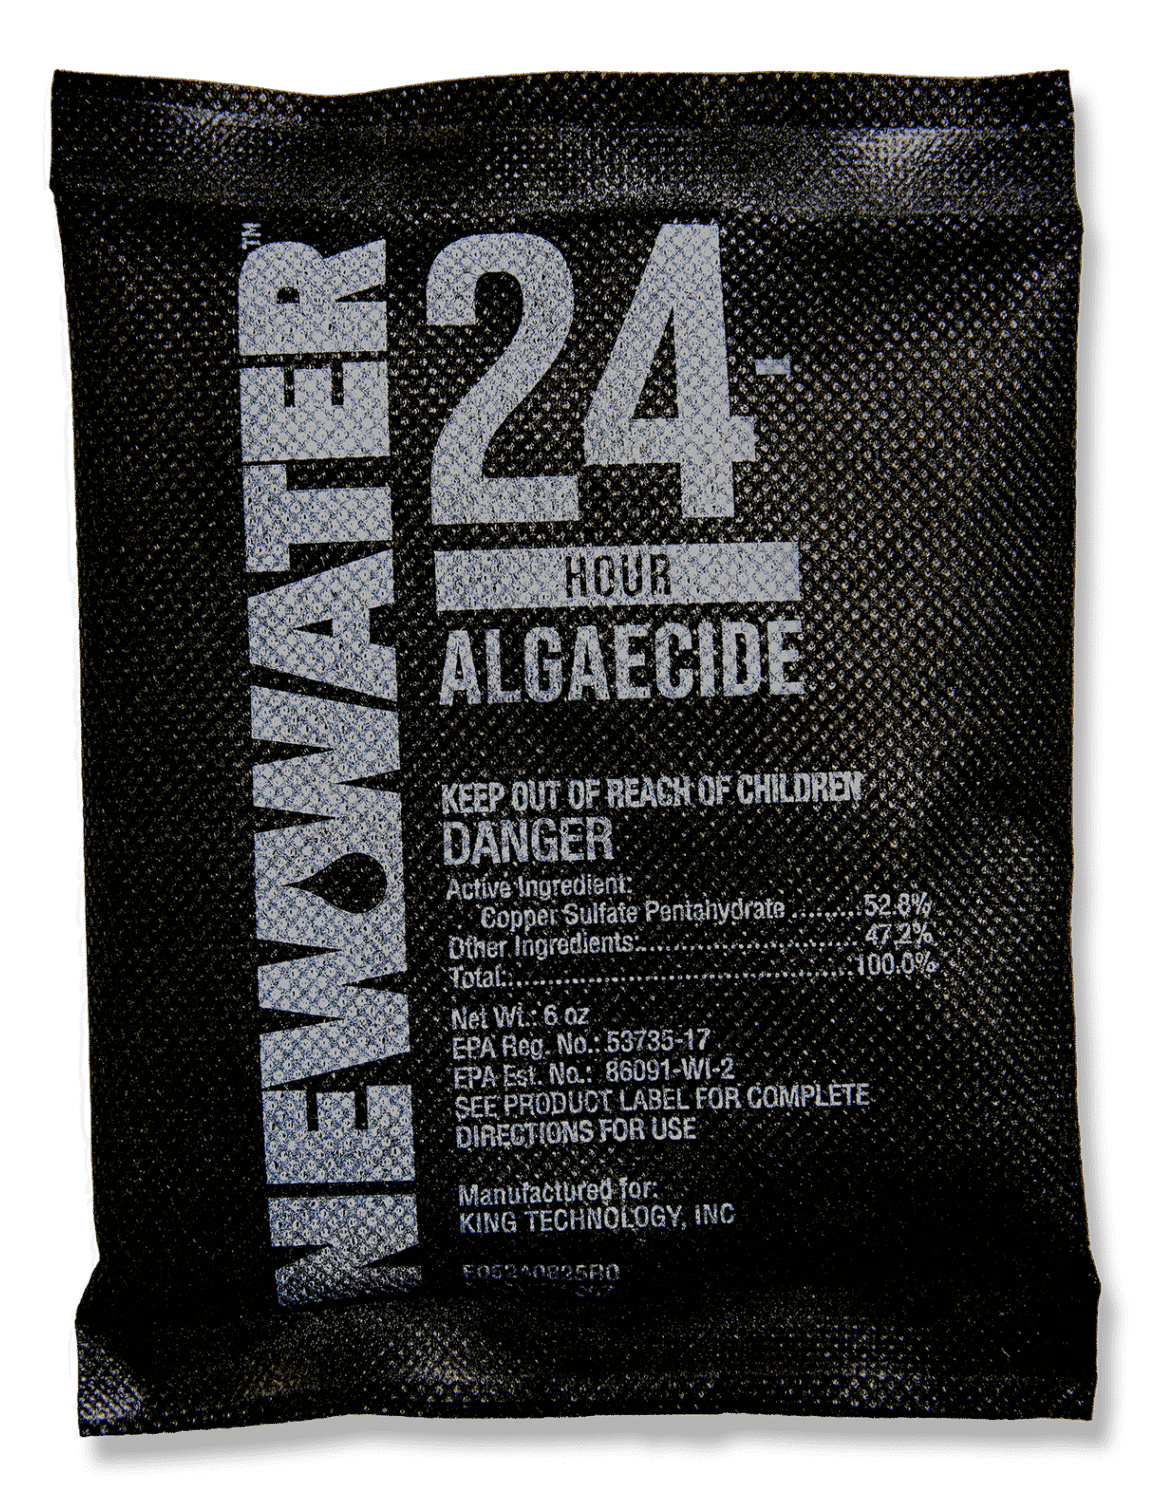 NEWWATER™
24-
HOUR
ALGAECIDE
KEEP OUT OF REACH OF CHILDREN
DANGER
Active Ingredient:
Copper Sulfate Pentahydrate .........52.8%
Other Ingredients:............................ 47.2%
Total:............................................100.0%
Net Wt.: 6 oz
EPA Reg. No.: 53735-17
EPA Est. No.: 86091-WI-2
SEE PRODUCT LABEL FOR COMPLETE
DIRECTIONS FOR USE
Manufactured for:
KING TECHNOLOGY, INC